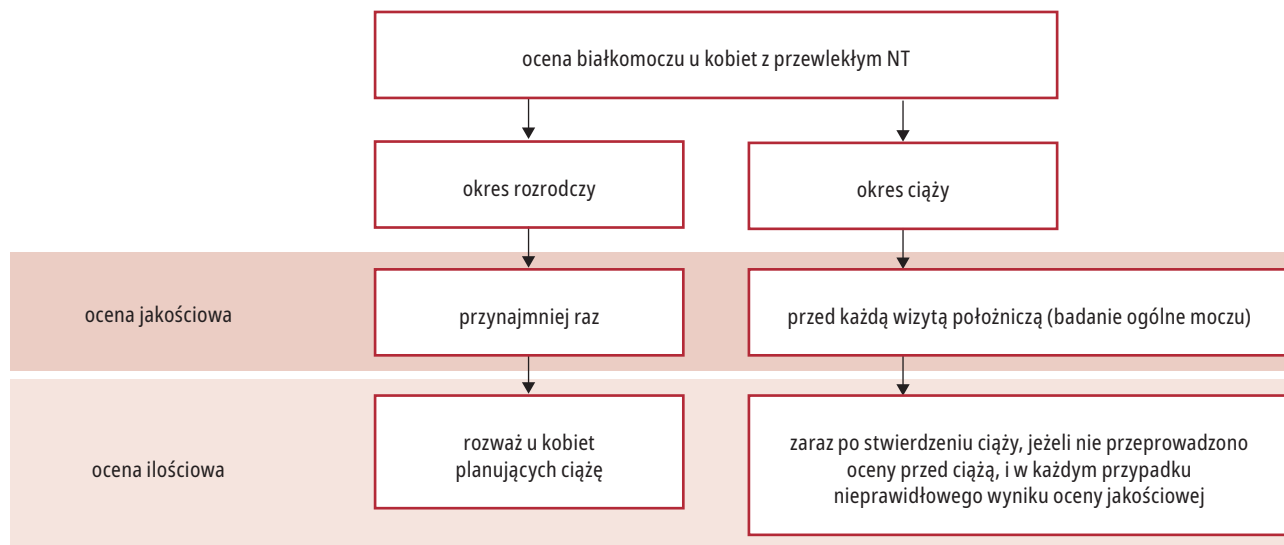 ocena białkomoczu u kobiet z przewlekłym NT
okres rozrodczy
okres ciąży
ocena jakościowa
przynajmniej raz
przed każdą wizytą położniczą (badanie ogólne moczu)
ocena ilościowa
rozważ u kobiet
planujących ciążę
zaraz po stwierdzeniu ciąży, jeżeli nie przeprowadzono
oceny przed ciążą, i w każdym przypadku
nieprawidłowego wyniku oceny jakościowej